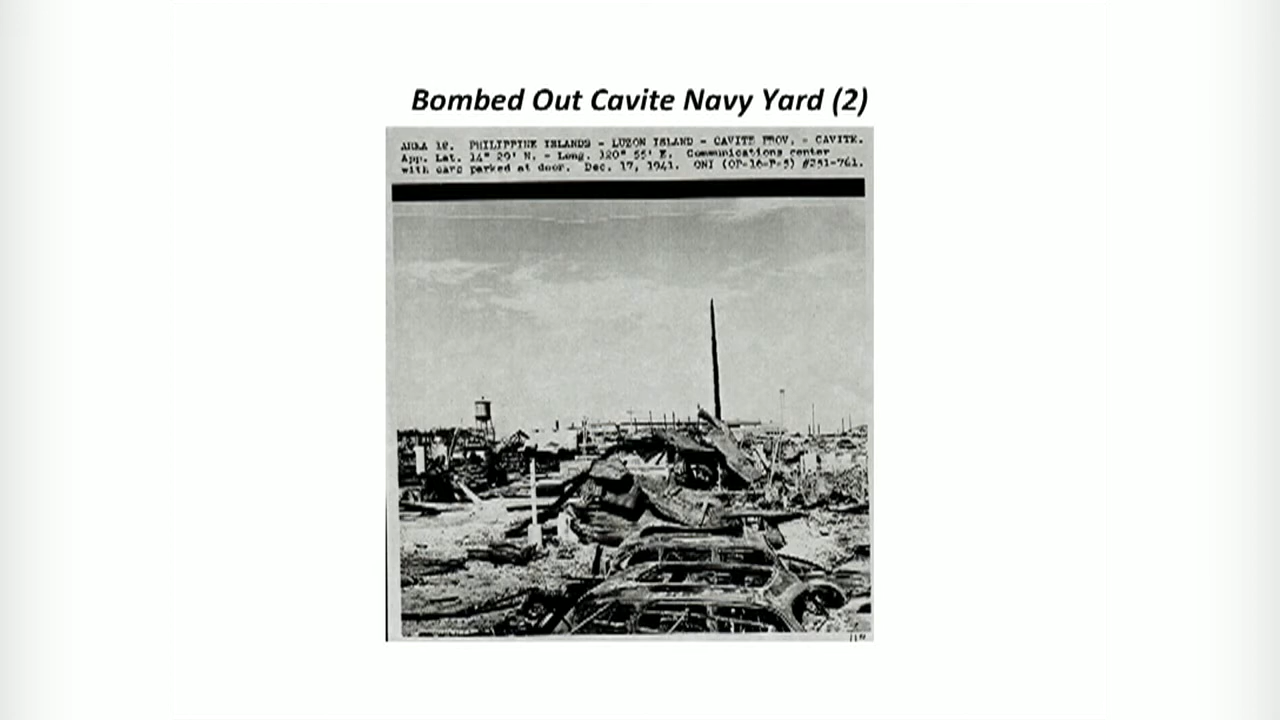 Bombed Out Cavite Navy Yard (2)
AREA 12. PHILIPPINE ISLANDS - LUZON ISLAND - CAVITE PROV. - CAVITE.
App. Lat. 14° 29' N. - Long. 120° 55' E. Communications center
with cars parked at door. Dec. 17, 1941. ONI (OP-16-P-5) #251-761.